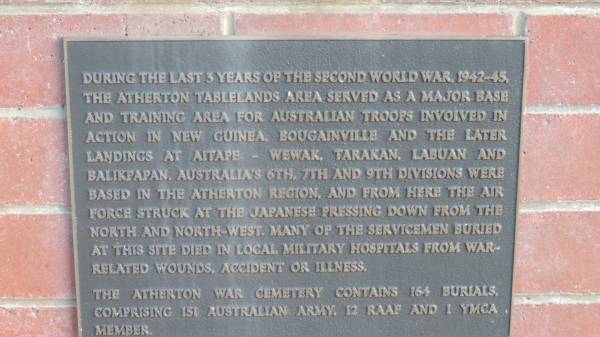 DURING THE LAST 3 YEARS OF THE SECOND WORLD WAR, 1942-45,
THE ATHERTON TABLELANDS AREA SERVED AS A MAJOR BASE
AND TRAINING AREA FOR AUSTRALIAN TROOPS INVOLVED IN
ACTION IN NEW GUINEA, BOUGAINVILLE AND THE LATER
LANDINGS AT AITAPE - WEWAK, TARAKAN, LABUAN AND
BALIKPAPAN. AUSTRALIA'S 6TH, 7TH AND 9TH DIVISIONS WERE
BASED IN THE ATHERTON REGION, AND FROM HERE THE AIR
FORCE STRUCK AT THE JAPANESE PRESSING DOWN FROM THE
NORTH AND NORTH-WEST. MANY OF THE SERVICEMEN BURIED
AT THIS SITE DIED IN LOCAL MILITARY HOSPITALS FROM WAR-
RELATED WOUNDS, ACCIDENT OR ILLNESS.
THE ATHERTON WAR CEMETERY CONTAINS 164 BURIALS,
COMPRISING 151 AUSTRALIAN ARMY, 12 RAAF AND 1 YMCA
MEMBER.